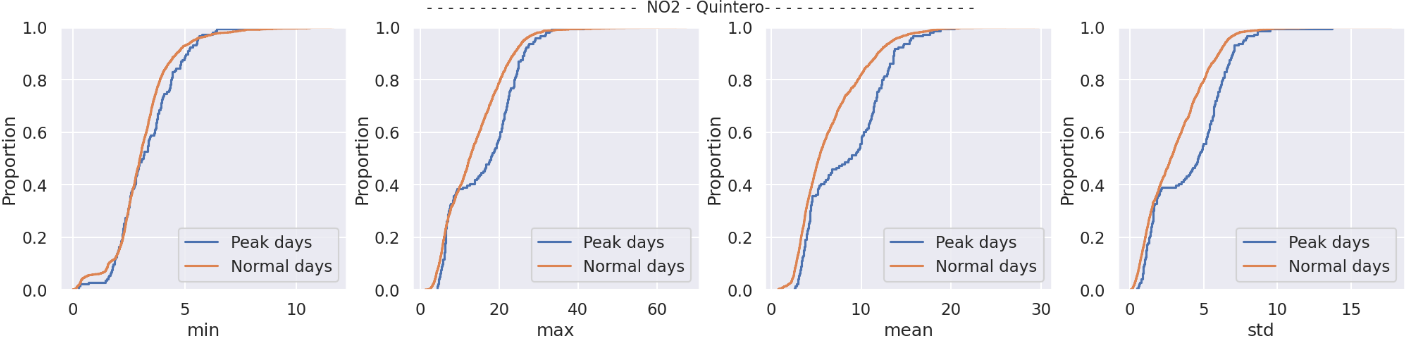 - - - - - - - - - - - - - - - - - - - NO2 - Quintero- - - - - - - - - - - - - - - - - - -
Proportion
1.0
0.8
0.6
0.4
0.2
0.0
Peak days
Normal days
0 5 10
min
Proportion
1.0
0.8
0.6
0.4
0.2
0.0
Peak days
Normal days
0 20 40 60
max
Proportion
1.0
0.8
0.6
0.4
0.2
0.0
Peak days
Normal days
0 10 20 30
mean
Proportion
1.0
0.8
0.6
0.4
0.2
0.0
Peak days
Normal days
0 5 10 15
std